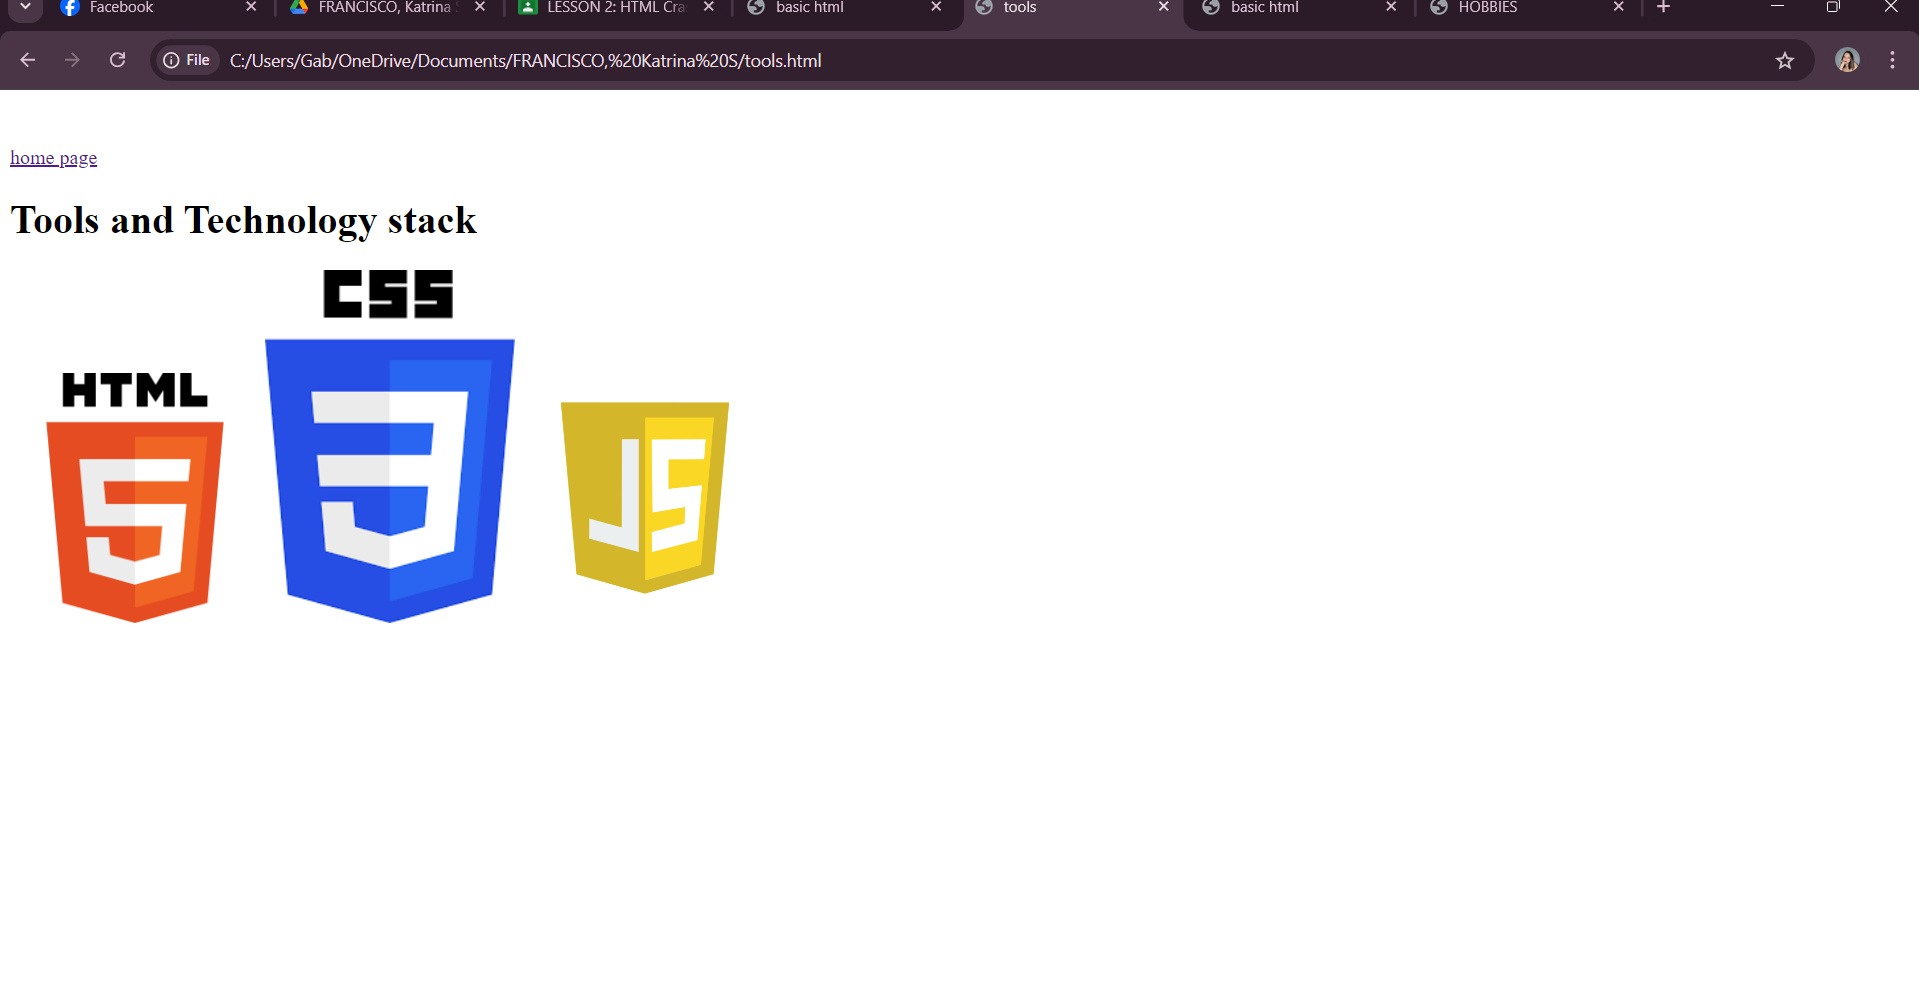 Facebook
FRANCISCO, Katrina S
LESSON 2: HTML Cra
basic html
tools
basic html
HOBBIES
File
C:/Users/Gab/OneDrive/Documents/FRANCISCO,%20Katrina%20S/tools.html
home page
Tools and Technology stack
CSS
HTML
5
3
JS